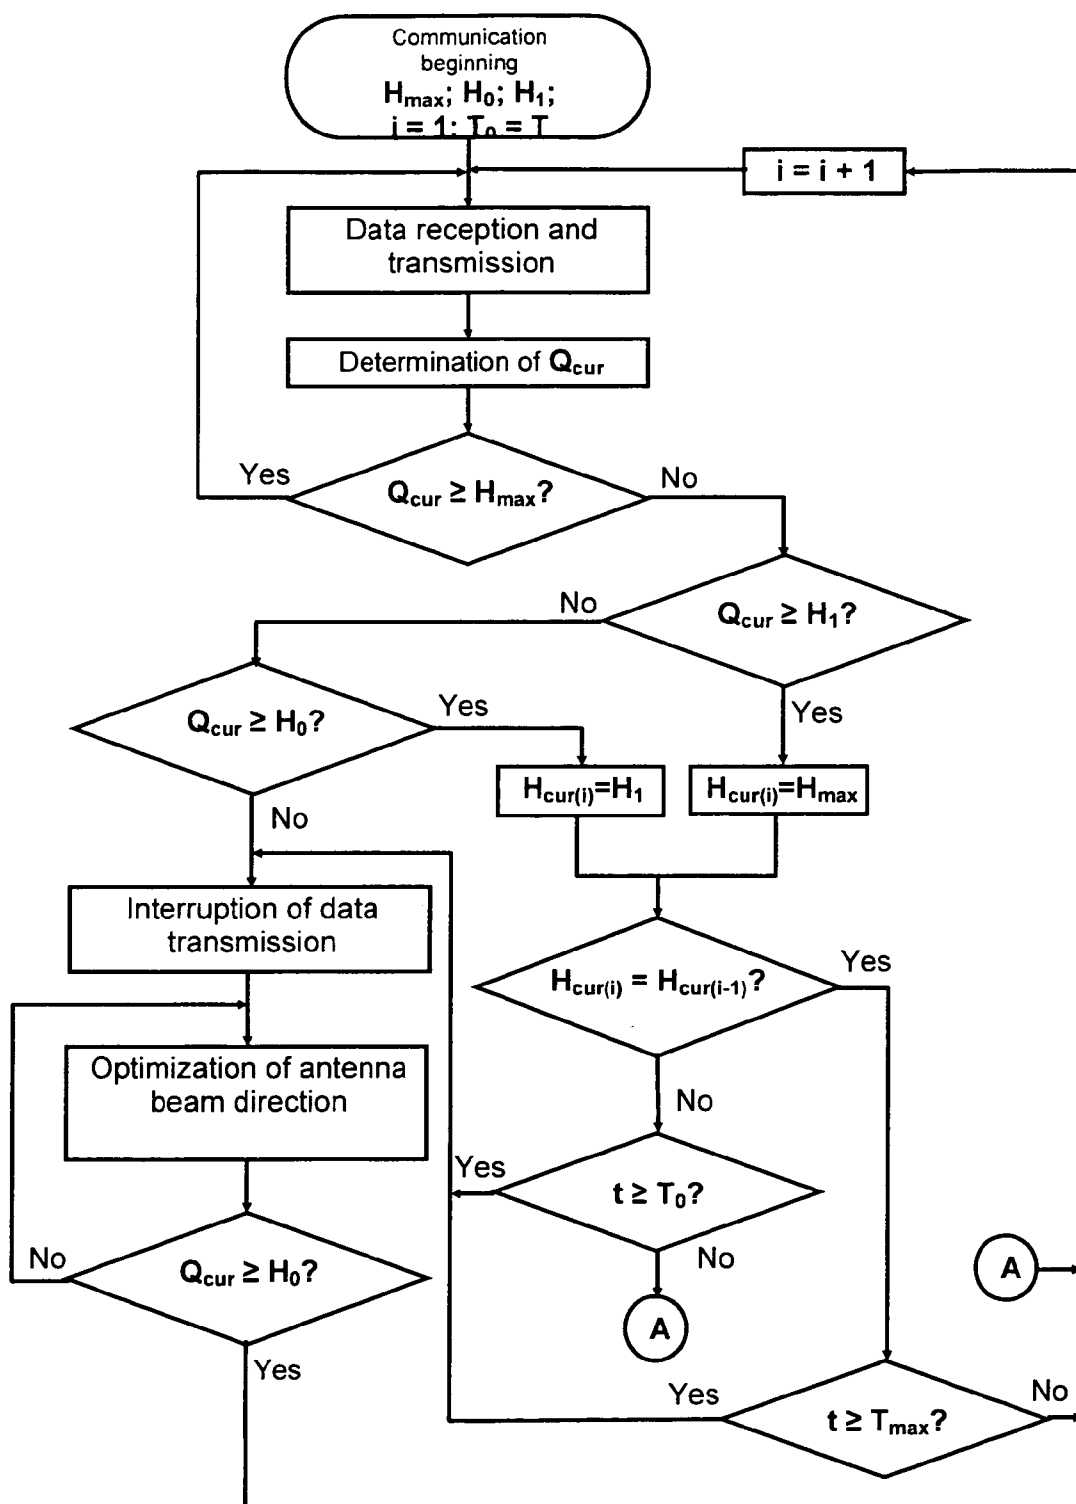 Communication
beginning
Hmax; H0; H1;
i = 1; T0 = T
i = i + 1
Data reception and
transmission
Determination of Qcur
Yes
Qcur ≥ Hmax?
No
No
Qcur ≥ H1?
Qcur ≥ H0?
Yes
Yes
Hcur(i)=H1
Hcur(i)=Hmax
No
Interruption of data
transmission
Hcur(i) = Hcur(i-1)?
Yes
Optimization of antenna
beam direction
No
Yes
t ≥ T0?
No
No
Qcur ≥ H0?
A
A
Yes
Yes
t ≥ Tmax?
No